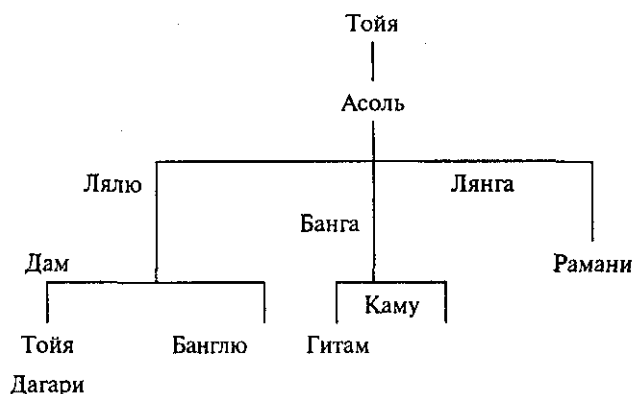 Тойя
Асоль
Лялю
Лянга
Банга
Дам
Рамани
Каму
Тойя
Банглю
Гитам
Дагари